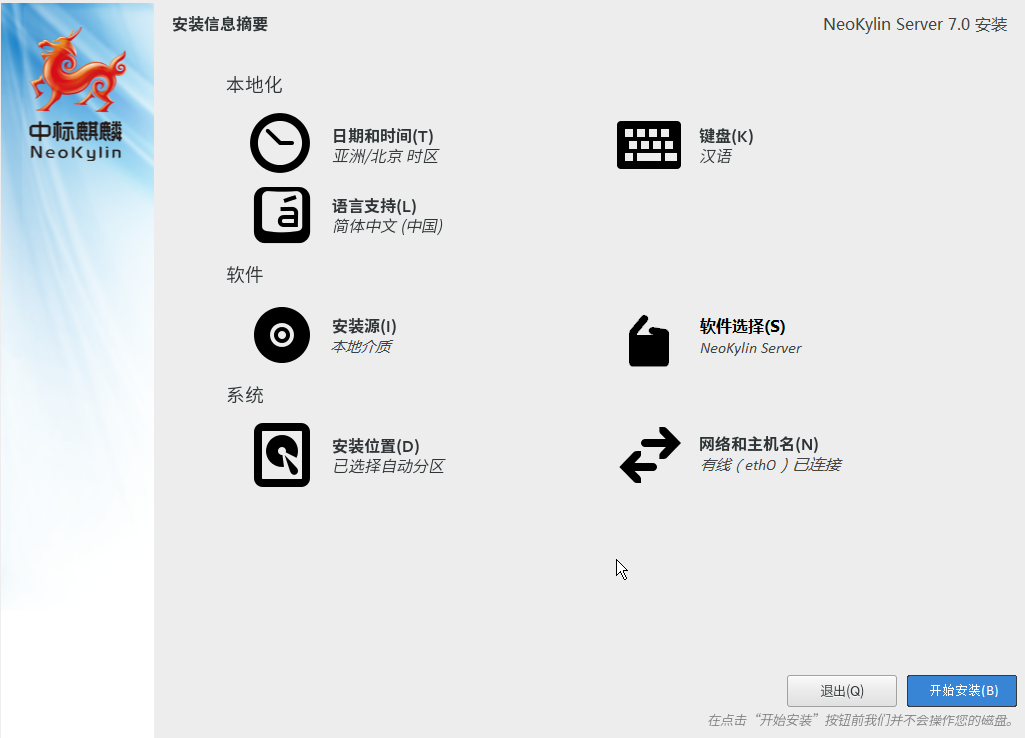 安装信息摘要
NeoKylin Server 7.0 安装
中标麒麟
NeoKylin
本地化
日期和时间(T)
亚洲/北京 时区
键盘(K)
汉语
语言支持(L)
简体中文 (中国)
软件
安装源(I)
本地介质
软件选择(S)
NeoKylin Server
系统
安装位置(D)
已选择自动分区
网络和主机名(N)
有线（eth0）已连接
退出(Q)
开始安装(B)
在点击“开始安装”按钮前我们并不会操作您的磁盘。